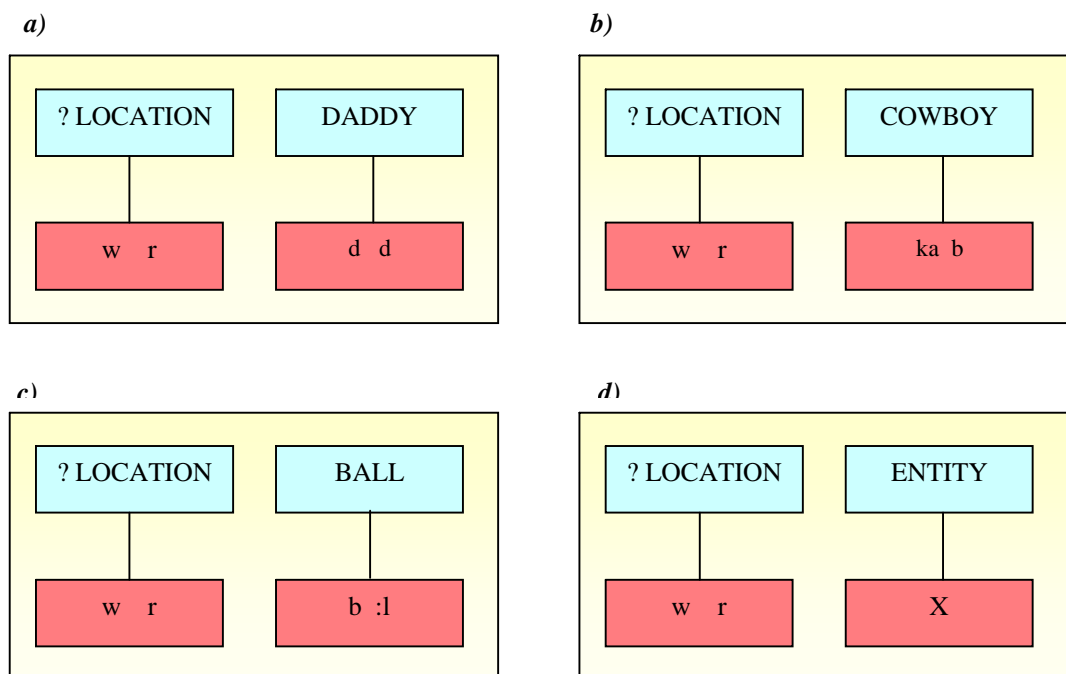 a) b)
? LOCATION DADDY ? LOCATION COWBOY
w r d d w r ka b
c) d)
? LOCATION BALL ? LOCATION ENTITY
w r b :l w r X